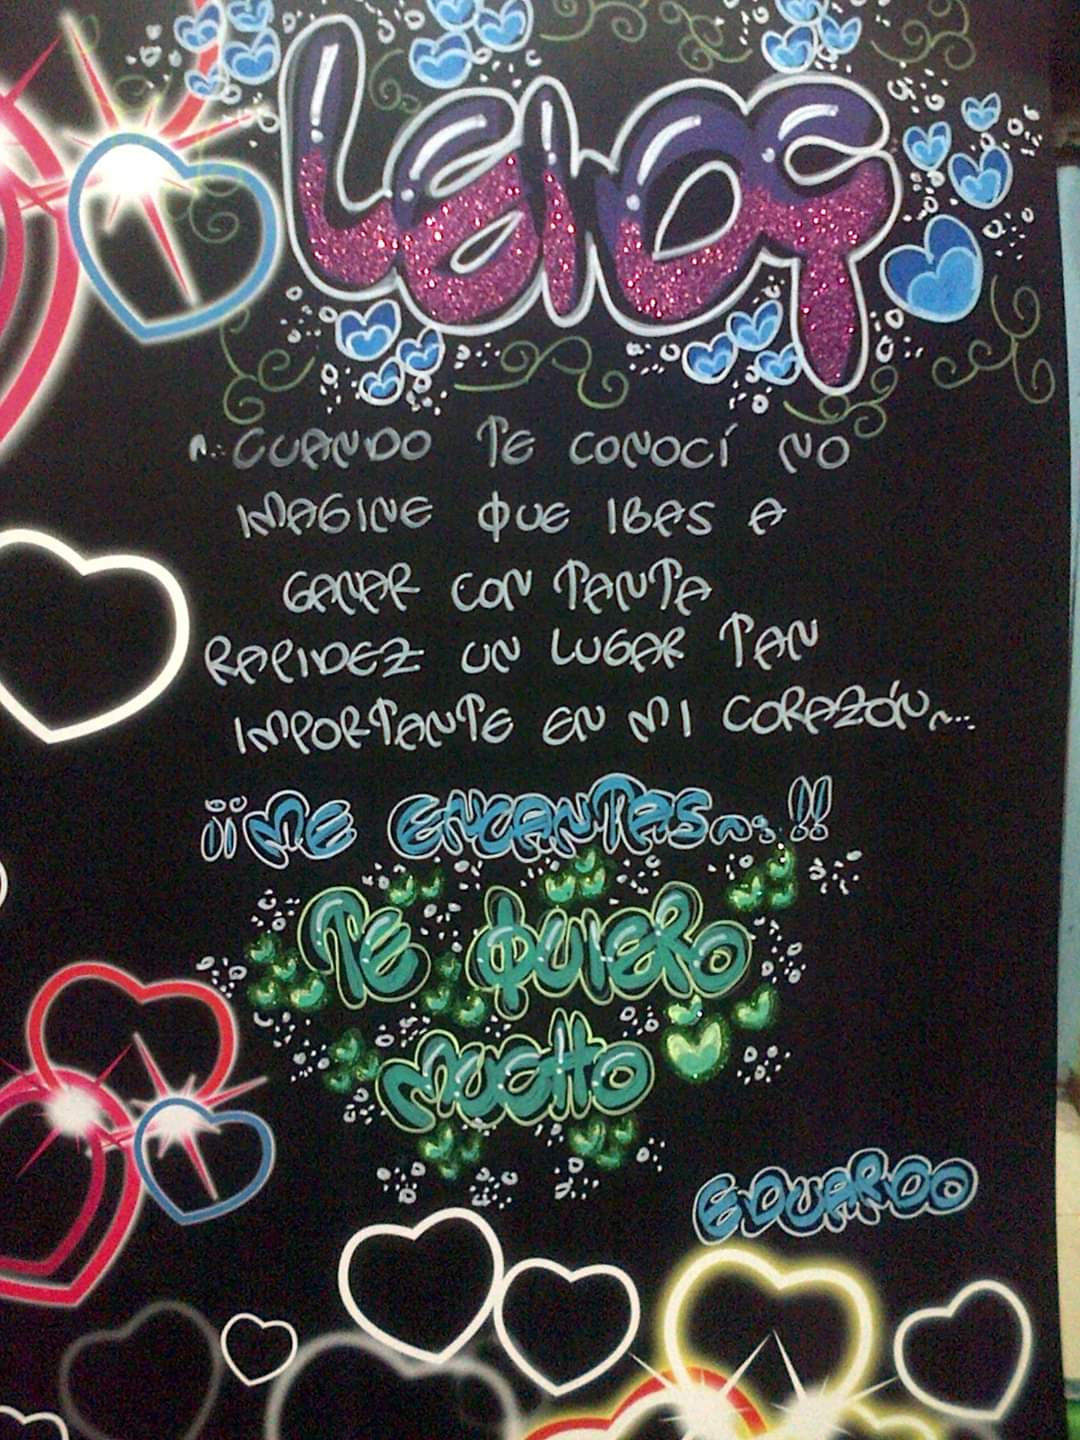 Leidy
~.:CUANDO TE CONOCÍ NO
IMAGINE QUE IBAS A
GANAR CON TANTA
RAPIDEZ UN LUGAR TAN
IMPORTANTE EN MI CORAZÓN~...
¡¡ME ENCANTAS~..!!
TE QUIERO
MUCHO
EDUARDO